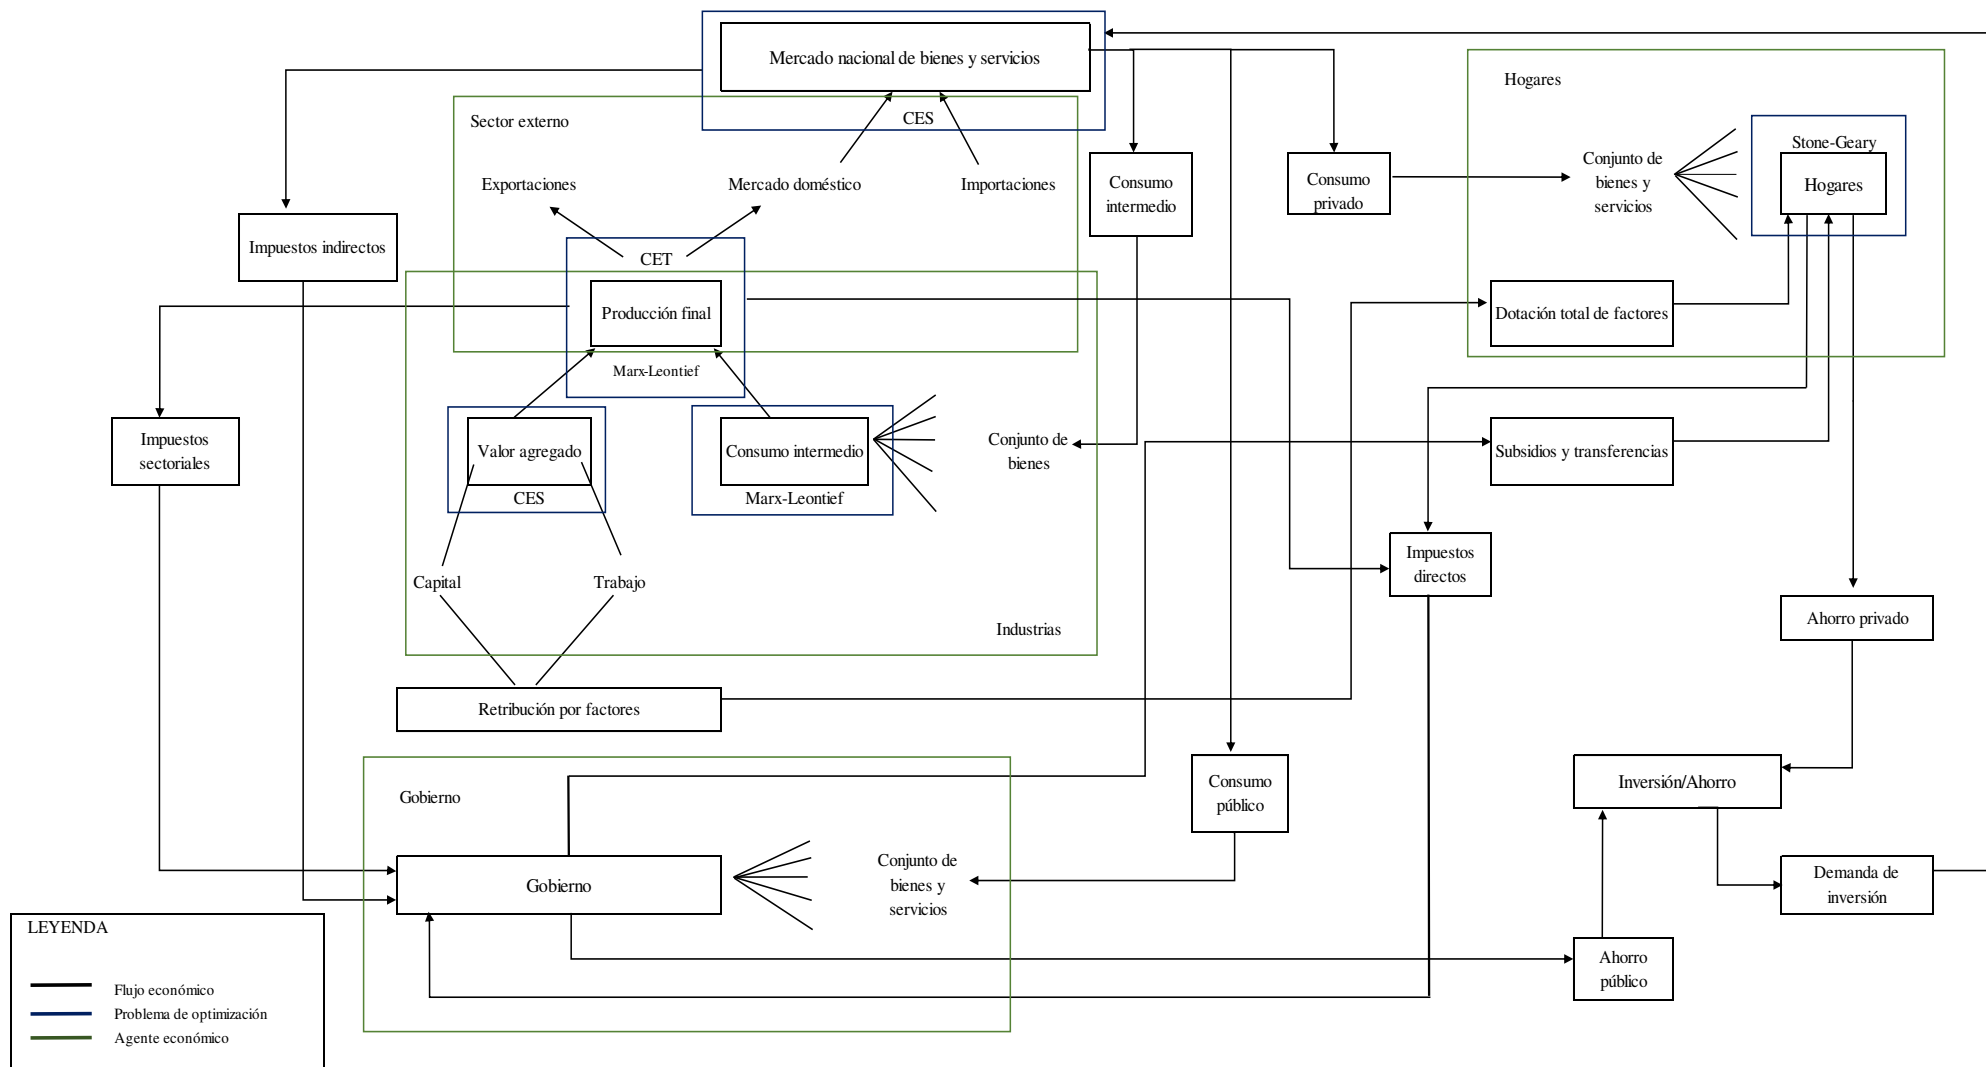 Mercado nacional de bienes y servicios
CES
Sector externo
Exportaciones
Mercado doméstico
Importaciones
Consumo
intermedio
Consumo
privado
Hogares
Conjunto de
bienes y
servicios
Stone-Geary
Hogares
Impuestos indirectos
CET
Producción final
Marx-Leontief
Dotación total de factores
Impuestos
sectoriales
Valor agregado
CES
Consumo intermedio
Marx-Leontief
Conjunto de
bienes
Subsidios y transferencias
Impuestos
directos
Capital
Trabajo
Industrias
Ahorro privado
Retribución por factores
Gobierno
Consumo
público
Inversión/Ahorro
Gobierno
Conjunto de
bienes y
servicios
Demanda de
inversión
Ahorro
público
LEYENDA
Flujo económico
Problema de optimización
Agente económico